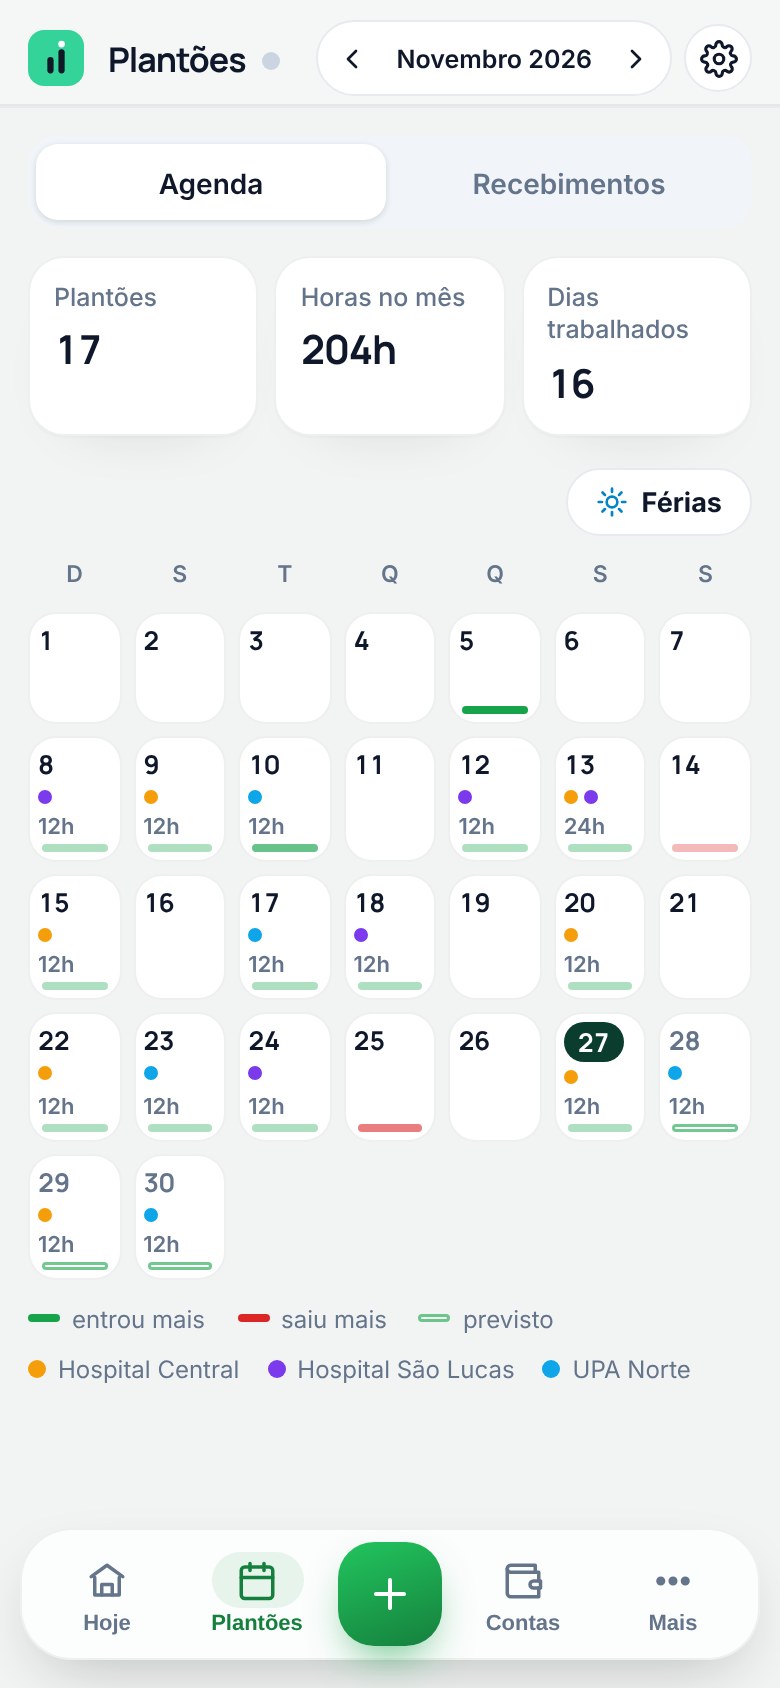 Plantões
Novembro 2026
Agenda
Recebimentos
Plantões
17
Horas no mês
204h
Dias
trabalhados
16
Férias
D S T Q Q S S
1 2 3 4 5 6 7
8 9 10 11 12 13 14
12h 12h 12h 12h 24h
15 16 17 18 19 20 21
12h 12h 12h 12h
22 23 24 25 26 27 28
12h 12h 12h 12h 12h
29 30
12h 12h
entrou mais saiu mais previsto
Hospital Central Hospital São Lucas UPA Norte
Hoje Plantões Contas Mais